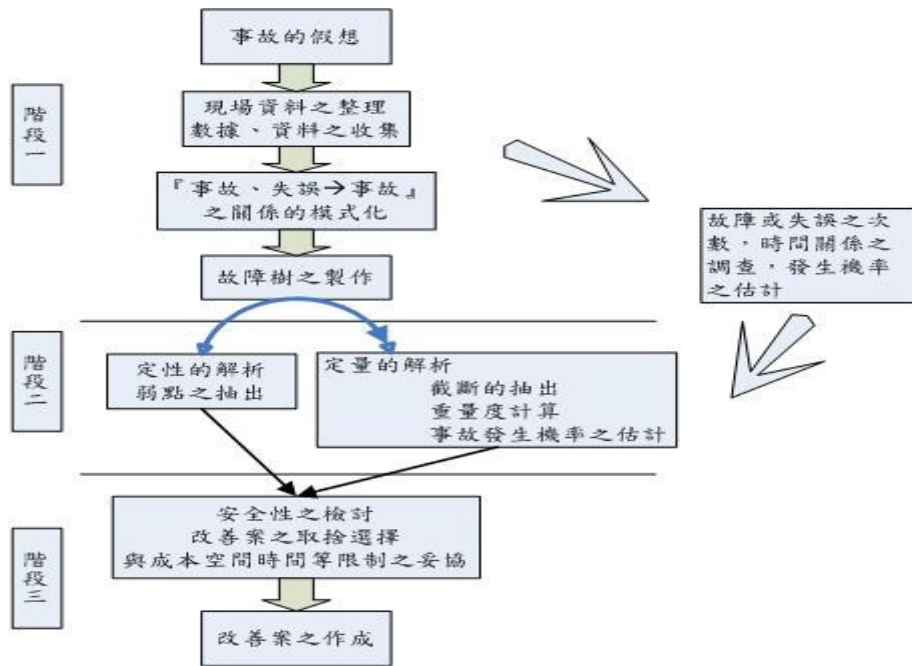 事故的假想
階段一
現場資料之整理
數據、資料之收集
『事故、失誤→事故』
之關係的模式化
故障樹之製作
故障或失誤之次
數，時間關係之
調查，發生機率
之估計
階段二
定性的解析
弱點之抽出
定量的解析
截斷的抽出
重量度計算
事故發生機率之估計
階段三
安全性之檢討
改善案之取捨選擇
與成本空間時間等限制之妥協
改善案之作成